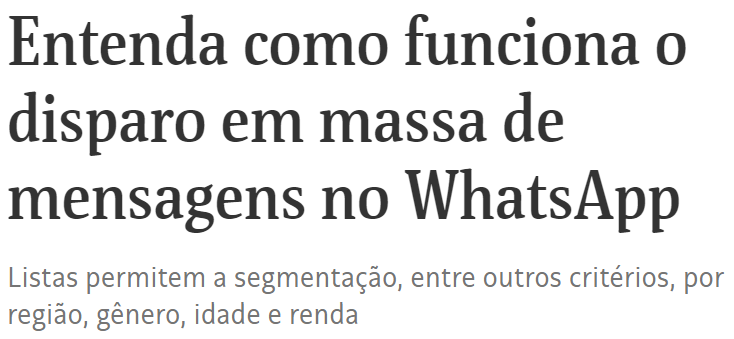 Entenda como funciona o
disparo em massa de
mensagens no WhatsApp
Listas permitem a segmentação, entre outros critérios, por
região, gênero, idade e renda